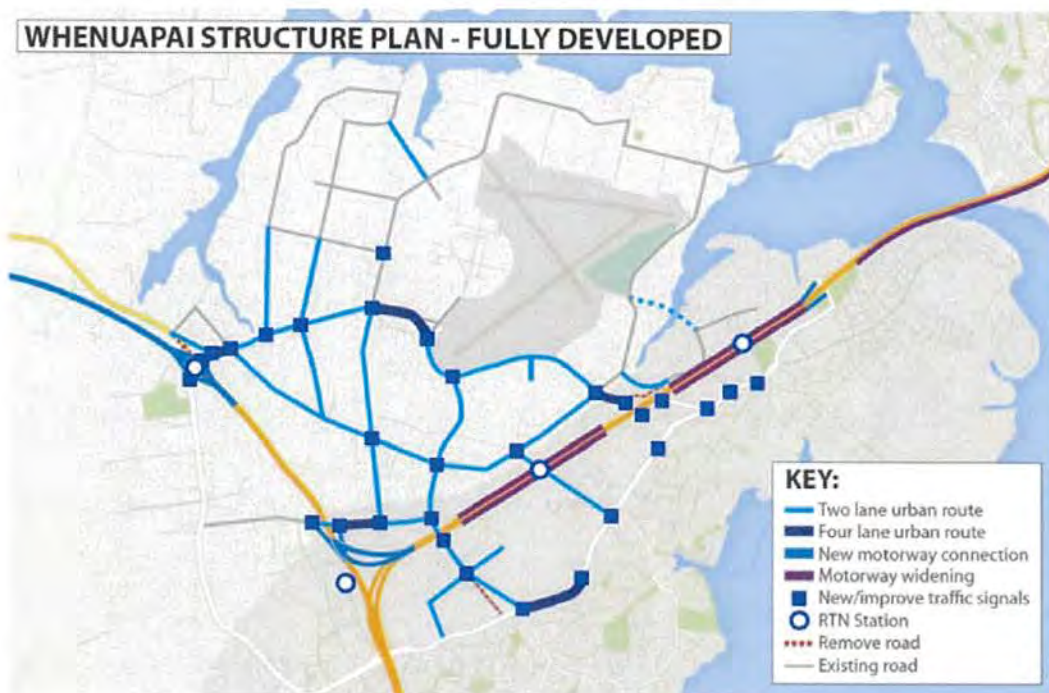 WHENUAPAI STRUCTURE PLAN - FULLY DEVELOPED
KEY:
Two lane urban route
Four lane urban route
New motorway connection
Motorway widening
New/improve traffic signals
RTN Station
Remove road
Existing road